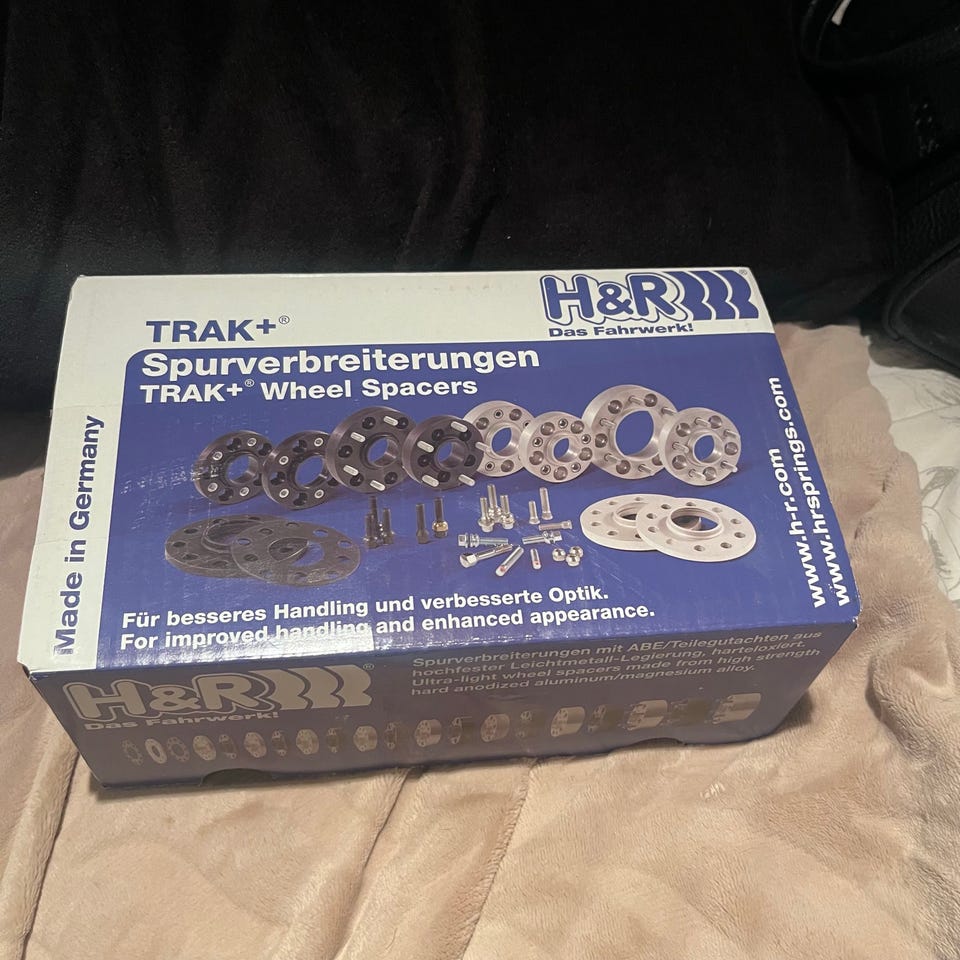 TRAK+®
H&R®
Das Fahrwerk!
Spurverbreiterungen
TRAK+® Wheel Spacers
Made in Germany
www.h-r.com
www.hrsprings.com
Für besseres Handling und verbesserte Optik.
For improved handling and enhanced appearance.
H&R®
Das Fahrwerk!
Spurverbreiterungen mit ABE/Teilegutachten aus
hochfester Leichtmetall-Legierung, harteloxiert.
Ultra-light wheel spacers made from high strength
hard anodized aluminum/magnesium alloy.